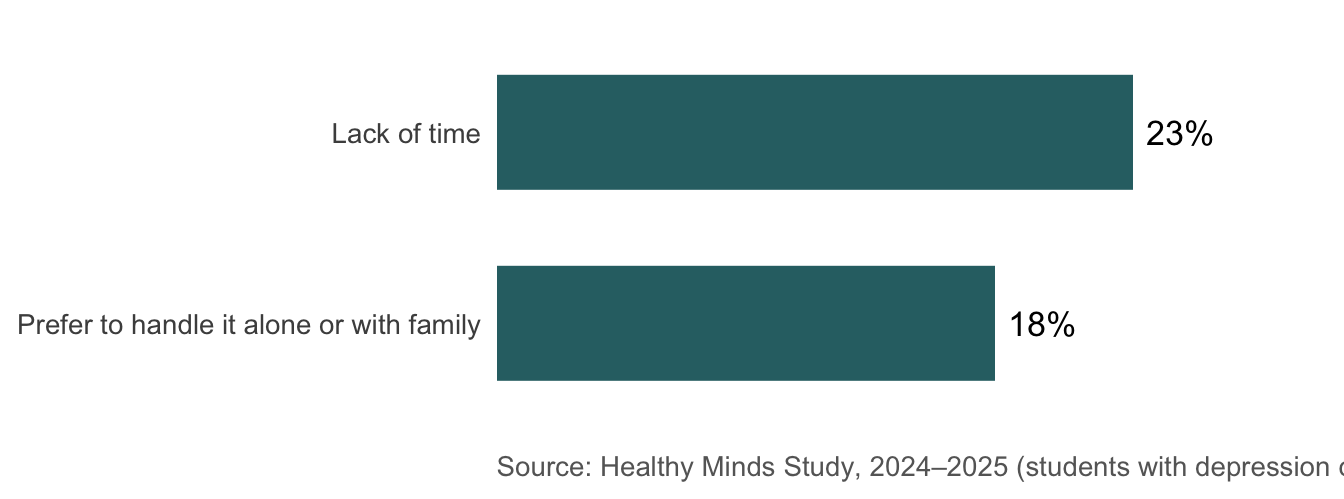 Lack of time 23%
Prefer to handle it alone or with family 18%
Source: Healthy Minds Study, 2024–2025 (students with depression